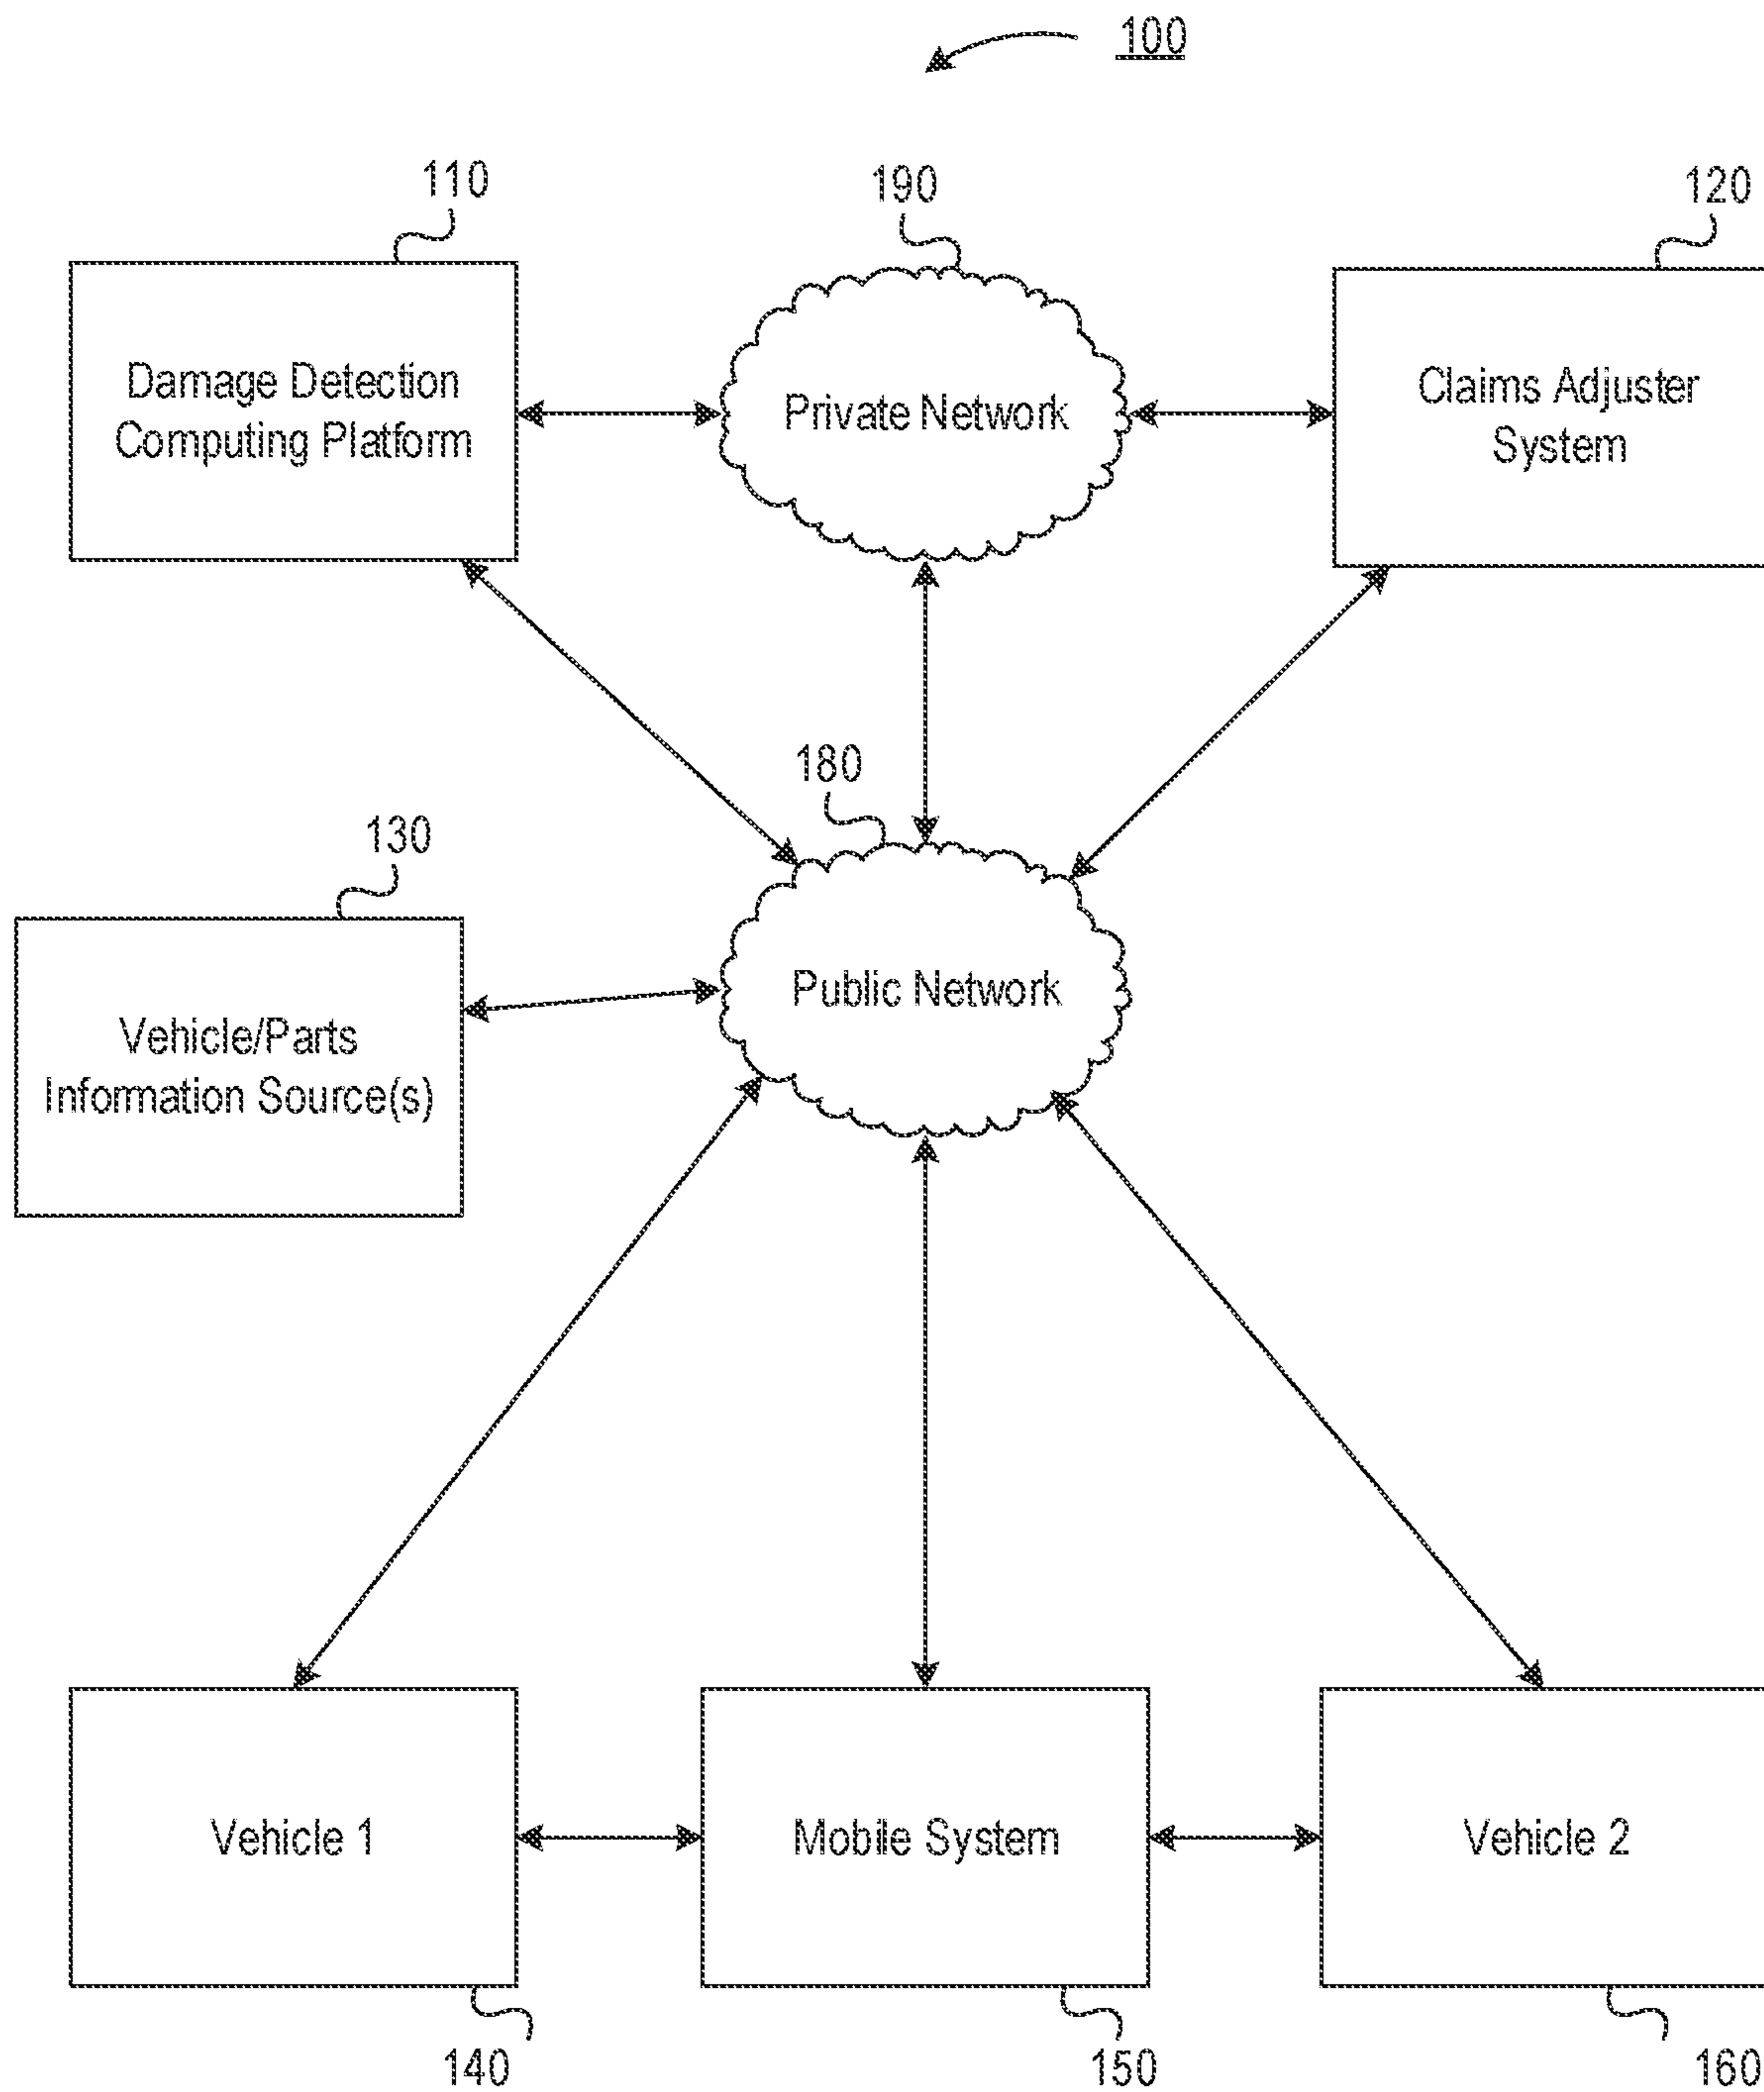 100
110
190
120
Damage Detection
Computing Platform
Private Network
Claims Adjuster
System
180
130
Public Network
Vehicle/Parts
Information Source(s)
Vehicle 1
Mobile System
Vehicle 2
140
150
160